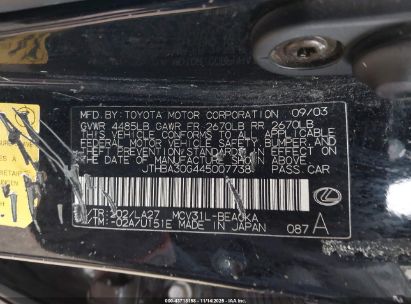 MFD. BY: TOYOTA MOTOR CORPORATION 09/03
GVWR 4485LB GAWR FR 2670LB RR 2670LB
THIS VEHICLE CONFORMS TO ALL APPLICABLE
FEDERAL MOTOR VEHICLE SAFETY, BUMPER,
AND THEFT PREVENTION STANDARDS IN
EFFECT ON THE DATE OF MANUFACTURE
SHOWN ABOVE.
JTHBA30G445007738 PASS. CAR
C/TR: 202/LA27 MCV31L-BEAGKA
A/TM: -02A/U151E MADE IN JAPAN 087 A